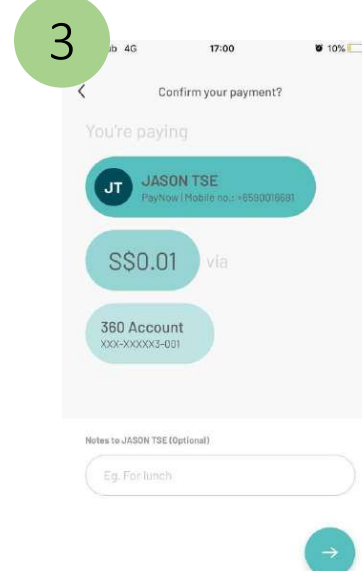 3
4G 17:00 10%
Confirm your payment?
You're paying
JT
JASON TSE
PayNow | Mobile no.: +6590016691
S$0.01 via
360 Account
XXX-XXXXX3-001
Notes to JASON TSE (Optional)
Eg. For lunch